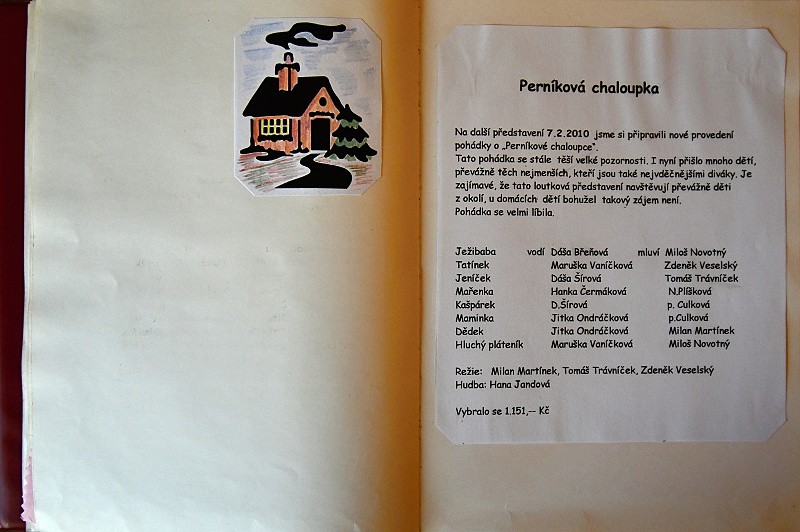 Perníková chaloupka
Na další představení 7.2.2010 jsme si připravili nové provedení
pohádky o „Perníkové chaloupce".
Tato pohádka se stále těší velké pozornosti. I nyní přišlo mnoho dětí,
převážně těch nejmenších, kteří jsou také nejvděčnějšími diváky. Je
zajímavé, že tato loutková představení navštěvují převážně děti
z okolí, u domácích dětí bohužel takový zájem není.
Pohádka se velmi líbila.
Ježibaba vodí Dáša Břeňová mluví Miloš Novotný
Tatínek Maruška Vaníčková Zdeněk Veselský
Jeníček Dáša Šírová Tomáš Trávníček
Mařenka Hanka Čermáková N.Plíšková
Kašpárek D.Šírová p. Culková
Maminka Jitka Ondráčková p.Culková
Dědek Jitka Ondráčková Milan Martínek
Hluchý pláteník Maruška Vaníčková Miloš Novotný
Režie: Milan Martínek, Tomáš Trávníček, Zdeněk Veselský
Hudba: Hana Jandová
Vybralo se 1.151,-- Kč